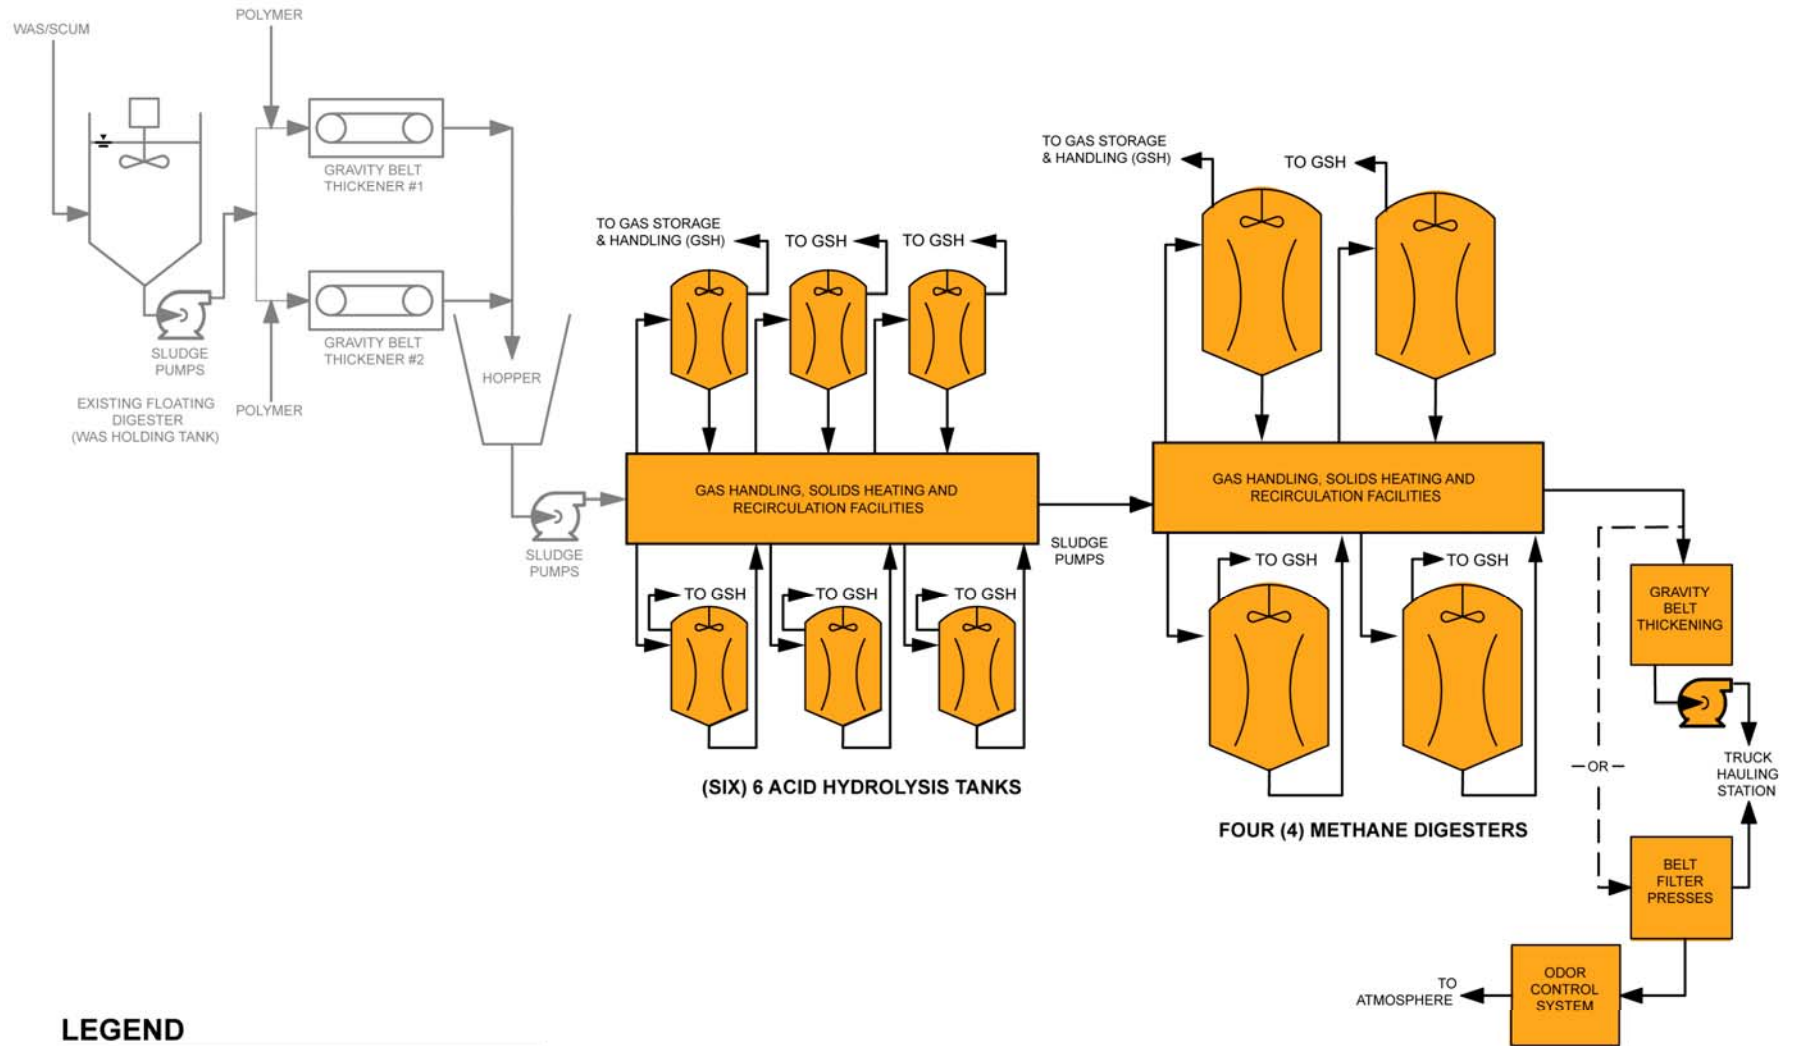 POLYMER
WAS/SCUM
GRAVITY BELT
THICKENER #1
GRAVITY BELT
THICKENER #2
SLUDGE
PUMPS
EXISTING FLOATING
DIGESTER
(WAS HOLDING TANK)
POLYMER
HOPPER
SLUDGE
PUMPS
TO GAS STORAGE
& HANDLING (GSH)
TO GSH
TO GSH
GAS HANDLING, SOLIDS HEATING AND
RECIRCULATION FACILITIES
TO GSH
TO GSH
TO GSH
(SIX) 6 ACID HYDROLYSIS TANKS
SLUDGE
PUMPS
TO GAS STORAGE
& HANDLING (GSH)
TO GSH
GAS HANDLING, SOLIDS HEATING AND
RECIRCULATION FACILITIES
TO GSH
TO GSH
FOUR (4) METHANE DIGESTERS
GRAVITY
BELT
THICKENING
OR
TRUCK
HAULING
STATION
BELT
FILTER
PRESSES
ODOR
CONTROL
SYSTEM
TO
ATMOSPHERE
LEGEND